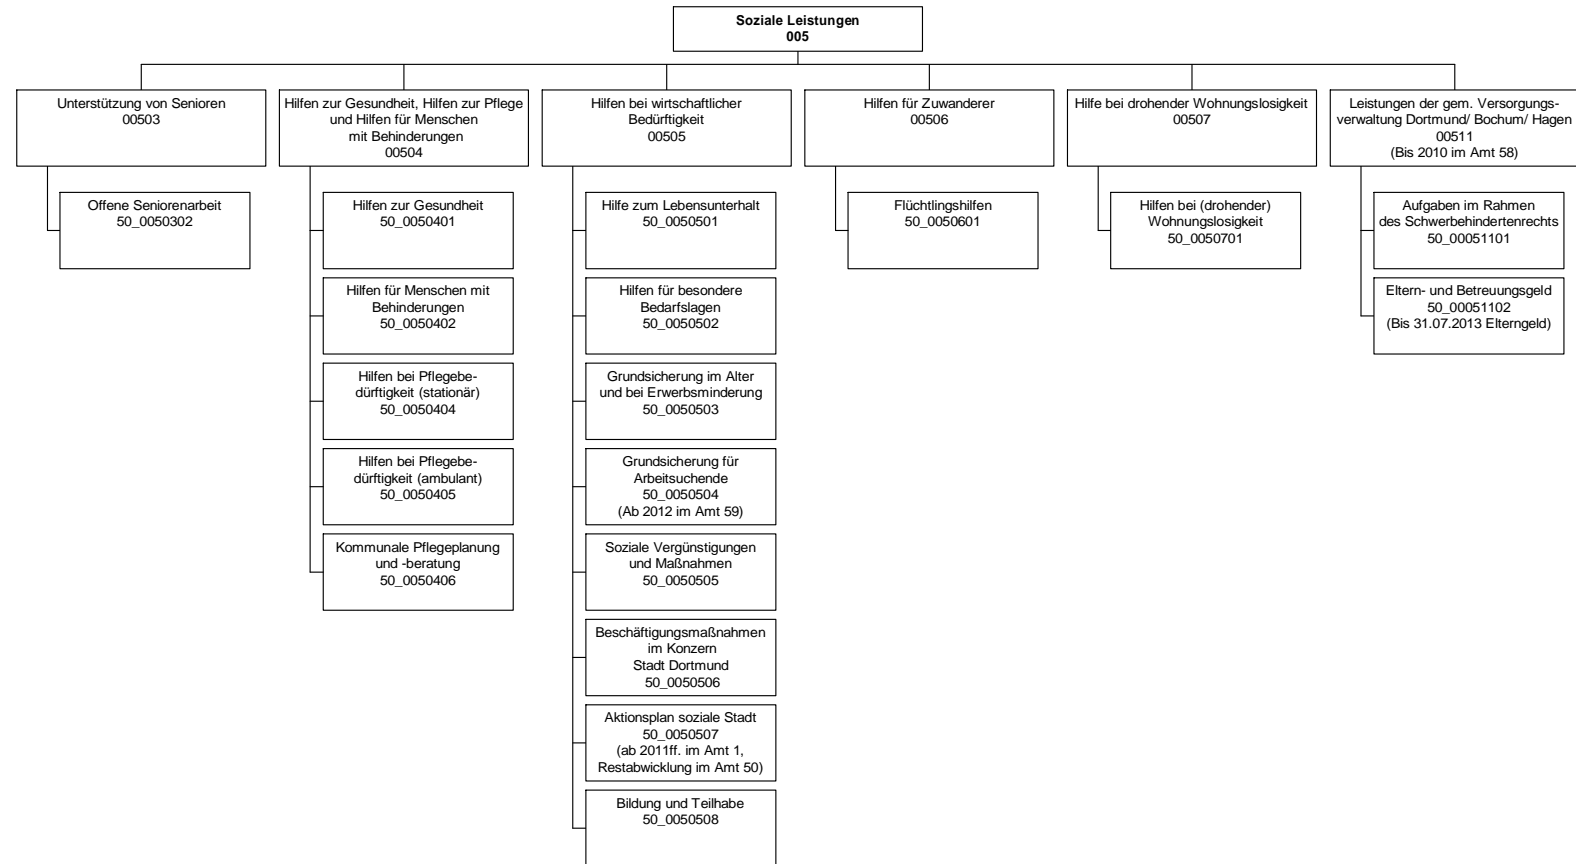 Soziale Leistungen
005
Unterstützung von Senioren
00503
Offene Seniorenarbeit
50_0050302
Hilfen zur Gesundheit, Hilfen zur Pflege
und Hilfen für Menschen
mit Behinderungen
00504
Hilfen zur Gesundheit
50_0050401
Hilfen für Menschen mit
Behinderungen
50_0050402
Hilfen bei Pflegebe-
dürftigkeit (stationär)
50_0050404
Hilfen bei Pflegebe-
dürftigkeit (ambulant)
50_0050405
Kommunale Pflegeplanung
und -beratung
50_0050406
Hilfen bei wirtschaftlicher
Bedürftigkeit
00505
Hilfe zum Lebensunterhalt
50_0050501
Hilfen für besondere
Bedarfslagen
50_0050502
Grundsicherung im Alter
und bei Erwerbsminderung
50_0050503
Grundsicherung für
Arbeitsuchende
50_0050504
(Ab 2012 im Amt 59)
Soziale Vergünstigungen
und Maßnahmen
50_0050505
Beschäftigungsmaßnahmen
im Konzern
Stadt Dortmund
50_0050506
Aktionsplan soziale Stadt
50_0050507
(ab 2011ff. im Amt 1,
Restabwicklung im Amt 50)
Bildung und Teilhabe
50_0050508
Hilfen für Zuwanderer
00506
Flüchtlingshilfen
50_0050601
Hilfe bei drohender Wohnungslosigkeit
00507
Hilfen bei (drohender)
Wohnungslosigkeit
50_0050701
Leistungen der gem. Versorgungs-
verwaltung Dortmund/ Bochum/ Hagen
00511
(Bis 2010 im Amt 58)
Aufgaben im Rahmen
des Schwerbehindertenrechts
50_00051101
Eltern- und Betreuungsgeld
50_00051102
(Bis 31.07.2013 Elterngeld)